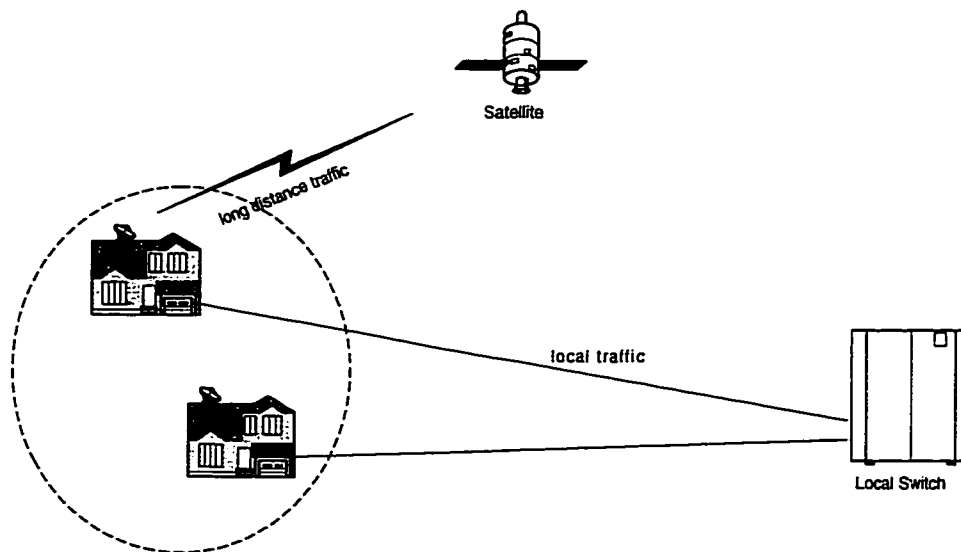 Satellite
long distance traffic
local traffic
Local Switch